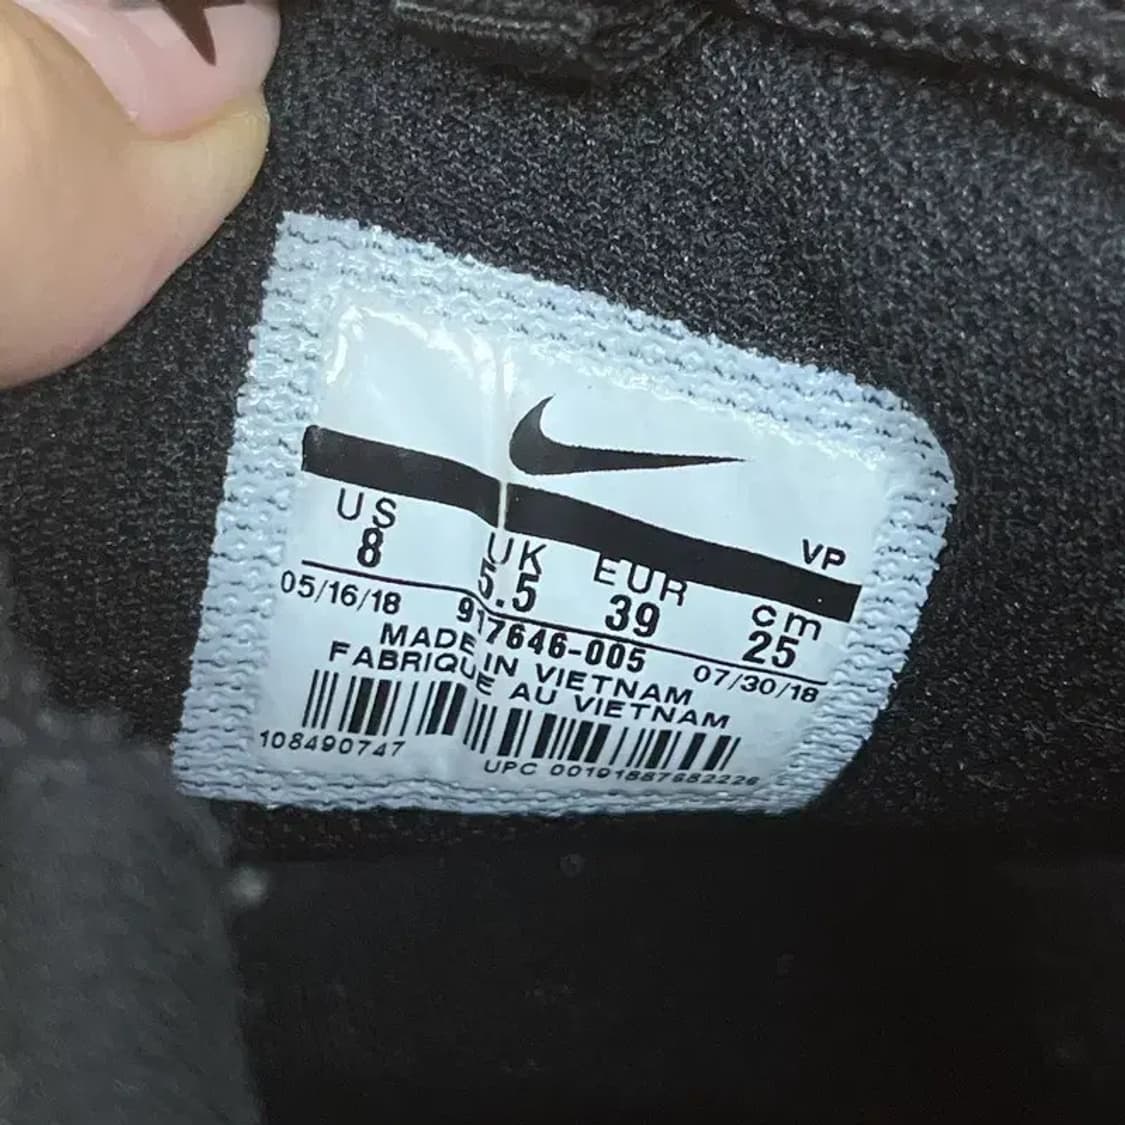 VP
US UK EUR cm
8 5.5 39 25
05/16/18 917646-005 07/30/18
MADE IN VIETNAM
FABRIQUE AU VIETNAM
108490747
UPC 00191887682226